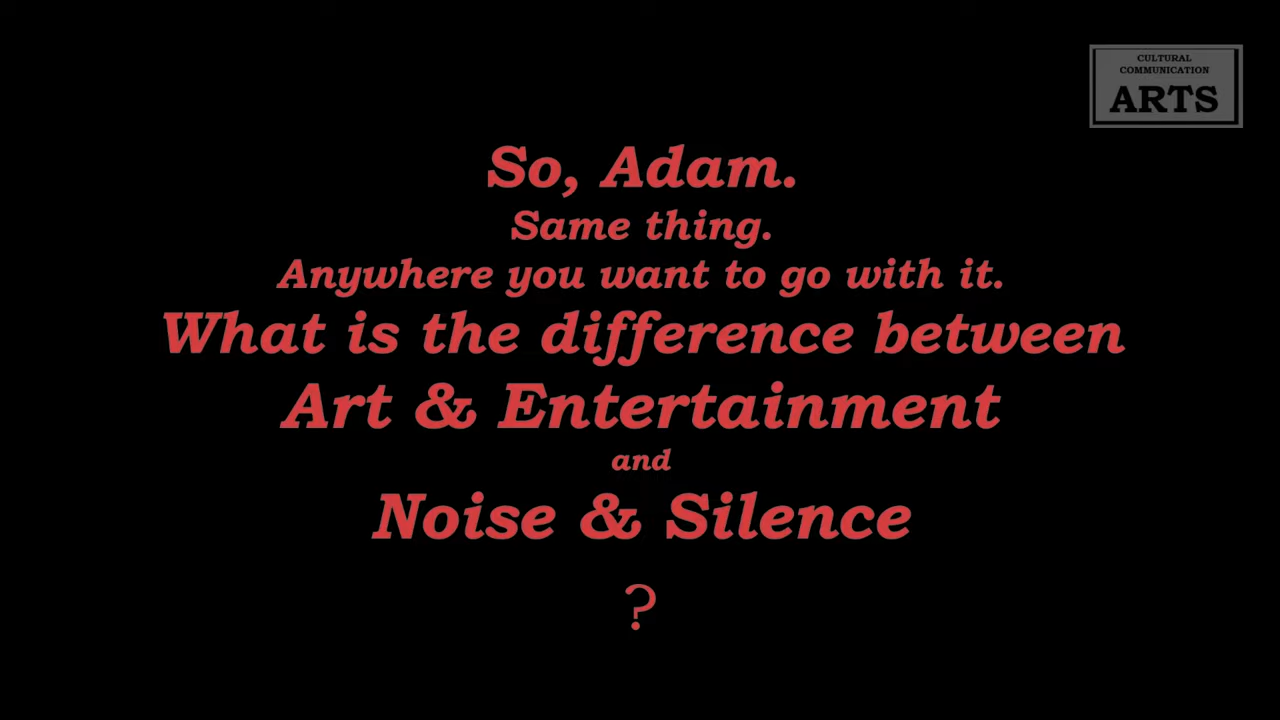 CULTURAL
COMMUNICATION
ARTS
So, Adam.
Same thing.
Anywhere you want to go with it.
What is the difference between
Art & Entertainment
and
Noise & Silence
?